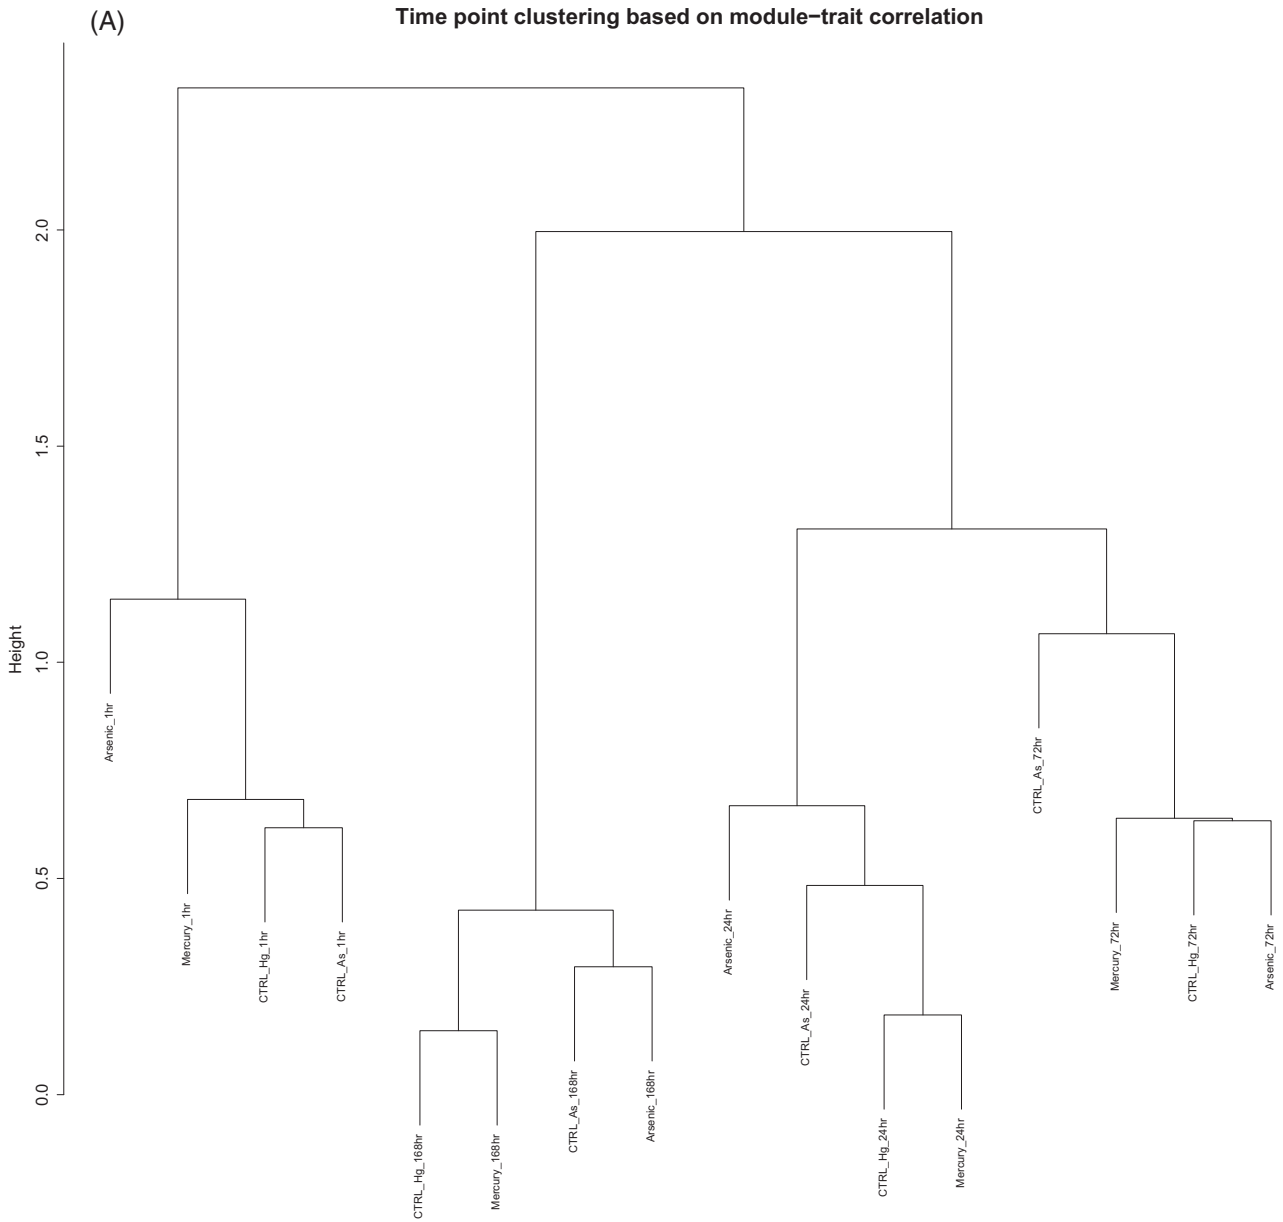 (A)
Time point clustering based on module−trait correlation
Height
2.0
1.5
1.0
0.5
0.0
Arsenic_1hr
Mercury_1hr
CTRL_Hg_1hr
CTRL_As_1hr
CTRL_Hg_168hr
Mercury_168hr
CTRL_As_168hr
Arsenic_168hr
Arsenic_24hr
CTRL_As_24hr
CTRL_Hg_24hr
Mercury_24hr
CTRL_As_72hr
Mercury_72hr
CTRL_Hg_72hr
Arsenic_72hr